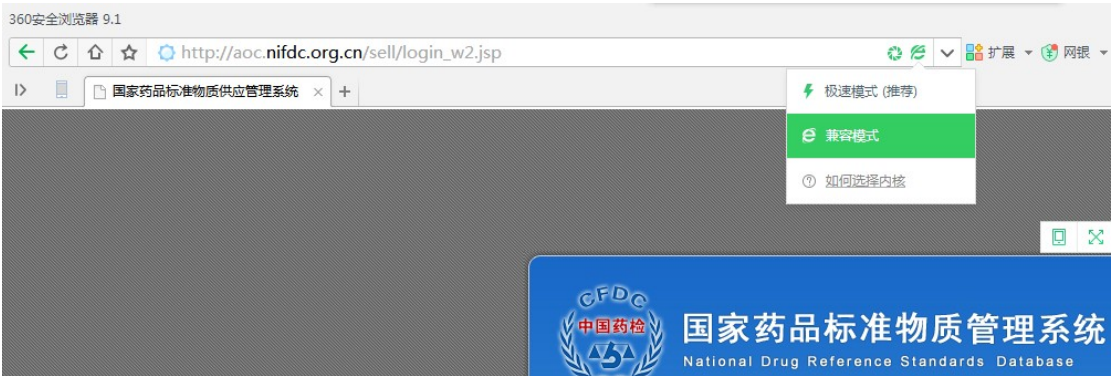 360安全浏览器 9.1
http://aoc.nifdc.org.cn/sell/login_w2.jsp
扩展
网银
国家药品标准物质供应管理系统
极速模式 (推荐)
兼容模式
如何选择内核
CFDC
中国药检
国家药品标准物质管理系统
National Drug Reference Standards Database